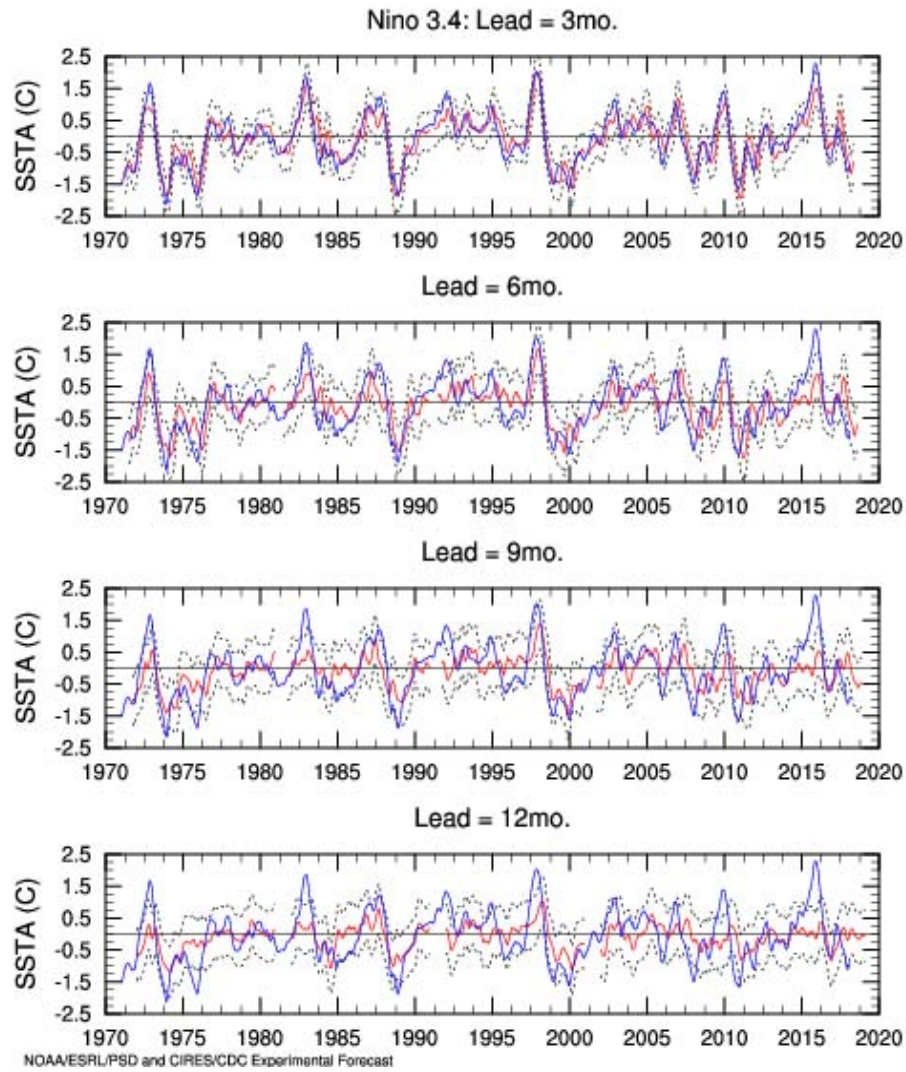 Nino 3.4: Lead = 3mo.
2.5
1.5
0.5
-0.5
-1.5
-2.5
SSTA (C)
1970 1975 1980 1985 1990 1995 2000 2005 2010 2015 2020
Lead = 6mo.
2.5
1.5
0.5
-0.5
-1.5
-2.5
SSTA (C)
1970 1975 1980 1985 1990 1995 2000 2005 2010 2015 2020
Lead = 9mo.
2.5
1.5
0.5
-0.5
-1.5
-2.5
SSTA (C)
1970 1975 1980 1985 1990 1995 2000 2005 2010 2015 2020
Lead = 12mo.
2.5
1.5
0.5
-0.5
-1.5
-2.5
SSTA (C)
1970 1975 1980 1985 1990 1995 2000 2005 2010 2015 2020
NOAA/ESRL/PSD and CIRES/CDC Experimental Forecast